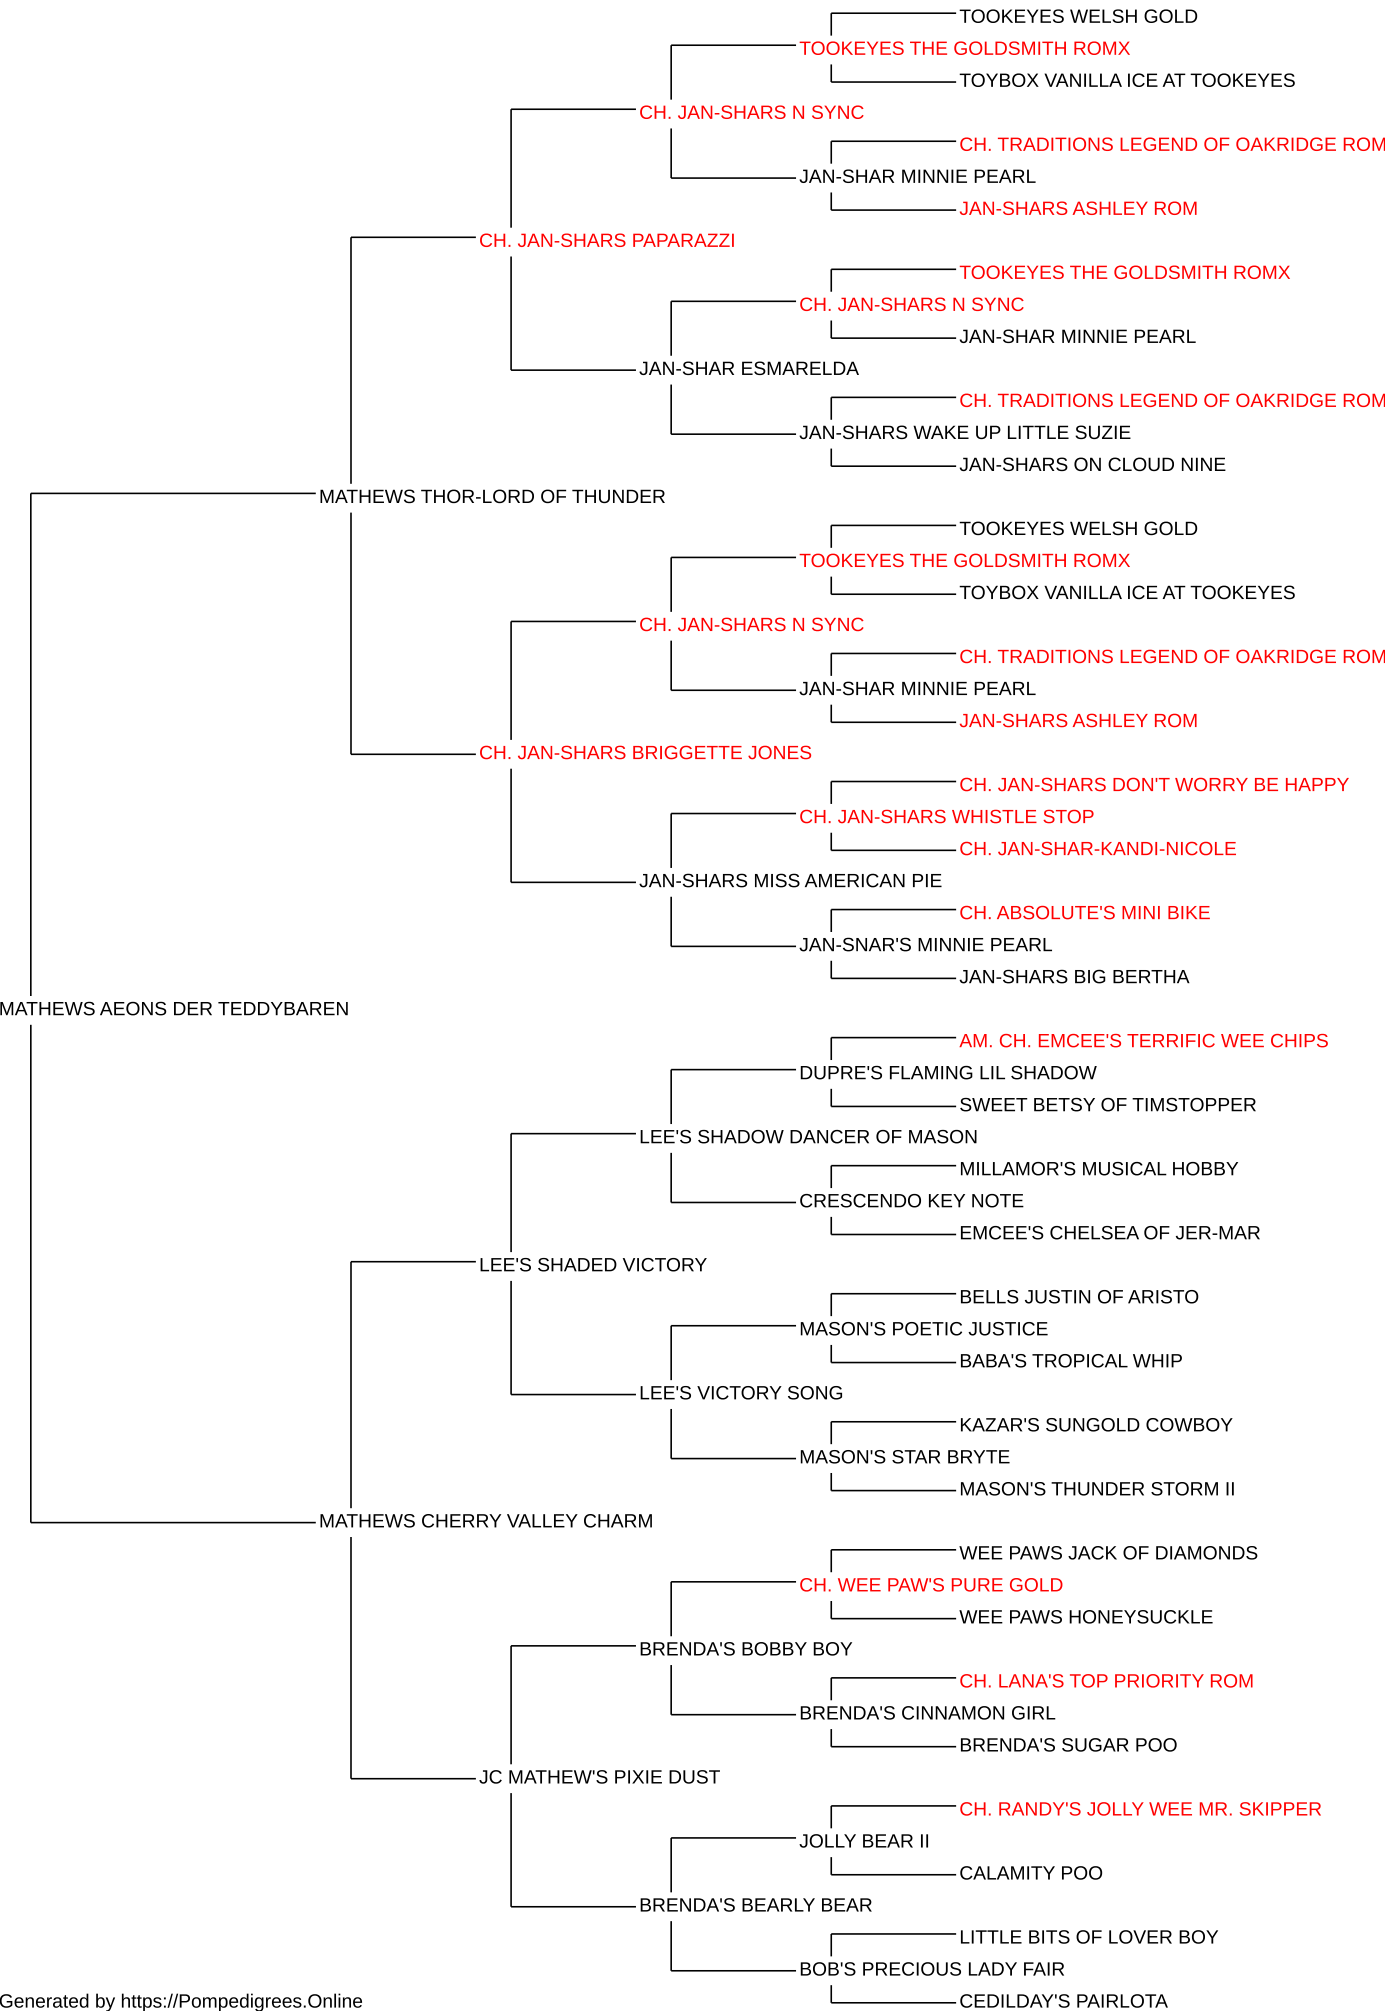 TOOKEYES WELSH GOLD
TOOKEYES THE GOLDSMITH ROMX
TOYBOX VANILLA ICE AT TOOKEYES
CH. JAN-SHARS N SYNC
CH. TRADITIONS LEGEND OF OAKRIDGE ROM
JAN-SHAR MINNIE PEARL
JAN-SHARS ASHLEY ROM
CH. JAN-SHARS PAPARAZZI
TOOKEYES THE GOLDSMITH ROMX
CH. JAN-SHARS N SYNC
JAN-SHAR MINNIE PEARL
JAN-SHAR ESMARELDA
CH. TRADITIONS LEGEND OF OAKRIDGE ROM
JAN-SHARS WAKE UP LITTLE SUZIE
JAN-SHARS ON CLOUD NINE
MATHEWS THOR-LORD OF THUNDER
TOOKEYES WELSH GOLD
TOOKEYES THE GOLDSMITH ROMX
TOYBOX VANILLA ICE AT TOOKEYES
CH. JAN-SHARS N SYNC
CH. TRADITIONS LEGEND OF OAKRIDGE ROM
JAN-SHAR MINNIE PEARL
JAN-SHARS ASHLEY ROM
CH. JAN-SHARS BRIGGETTE JONES
CH. JAN-SHARS DON'T WORRY BE HAPPY
CH. JAN-SHARS WHISTLE STOP
CH. JAN-SHAR-KANDI-NICOLE
JAN-SHARS MISS AMERICAN PIE
CH. ABSOLUTE'S MINI BIKE
JAN-SNAR'S MINNIE PEARL
JAN-SHARS BIG BERTHA
MATHEWS AEONS DER TEDDYBAREN
AM. CH. EMCEE'S TERRIFIC WEE CHIPS
DUPRE'S FLAMING LIL SHADOW
SWEET BETSY OF TIMSTOPPER
LEE'S SHADOW DANCER OF MASON
MILLAMOR'S MUSICAL HOBBY
CRESCENDO KEY NOTE
EMCEE'S CHELSEA OF JER-MAR
LEE'S SHADED VICTORY
BELLS JUSTIN OF ARISTO
MASON'S POETIC JUSTICE
BABA'S TROPICAL WHIP
LEE'S VICTORY SONG
KAZAR'S SUNGOLD COWBOY
MASON'S STAR BRYTE
MASON'S THUNDER STORM II
MATHEWS CHERRY VALLEY CHARM
WEE PAWS JACK OF DIAMONDS
CH. WEE PAW'S PURE GOLD
WEE PAWS HONEYSUCKLE
BRENDA'S BOBBY BOY
CH. LANA'S TOP PRIORITY ROM
BRENDA'S CINNAMON GIRL
BRENDA'S SUGAR POO
JC MATHEW'S PIXIE DUST
CH. RANDY'S JOLLY WEE MR. SKIPPER
JOLLY BEAR II
CALAMITY POO
BRENDA'S BEARLY BEAR
LITTLE BITS OF LOVER BOY
BOB'S PRECIOUS LADY FAIR
CEDILDAY'S PAIRLOTA
Generated by https://Pompedigrees.Online